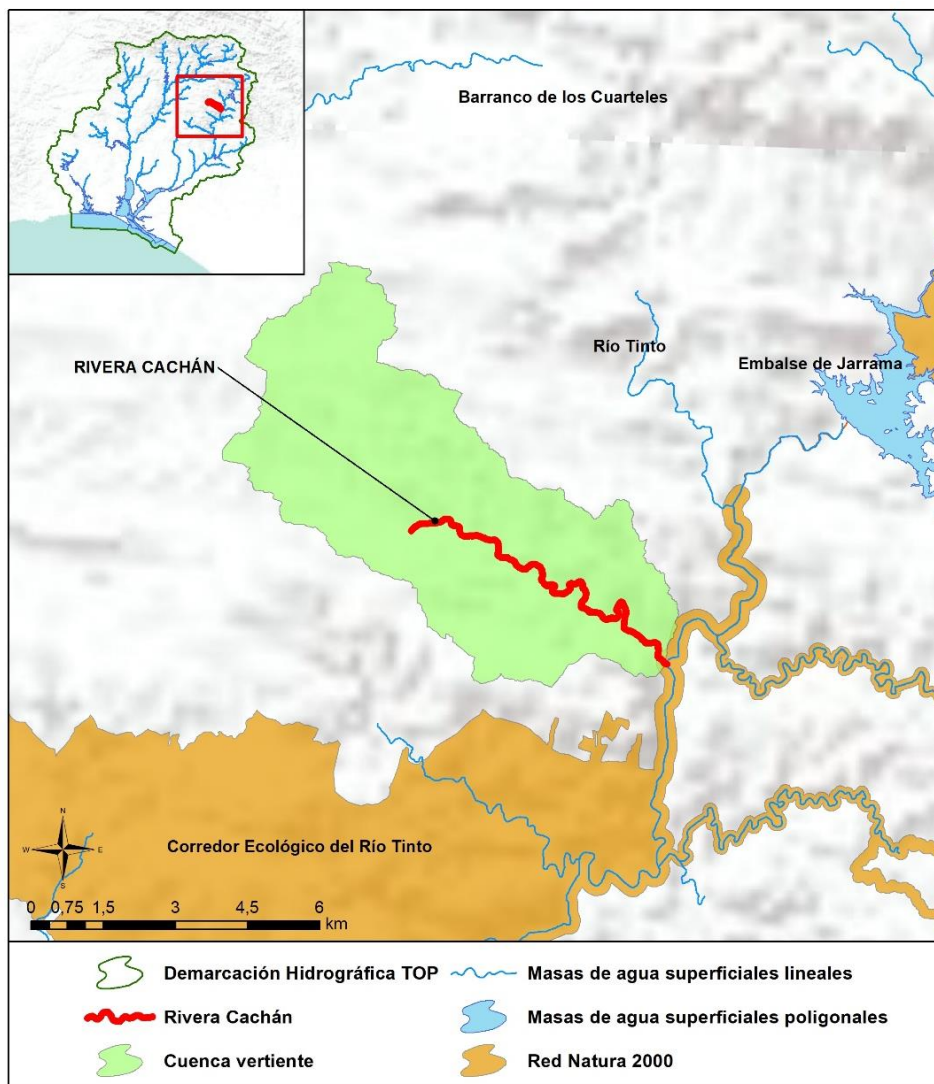 Barranco de los Cuarteles
Río Tinto
Embalse de Jarrama
RIVERA CACHÁN
Corredor Ecológico del Río Tinto
N
W E
S
0 0,75 1,5 3 4,5 6
km
Demarcación Hidrográfica TOP
Masas de agua superficiales lineales
Rivera Cachán
Masas de agua superficiales poligonales
Cuenca vertiente
Red Natura 2000